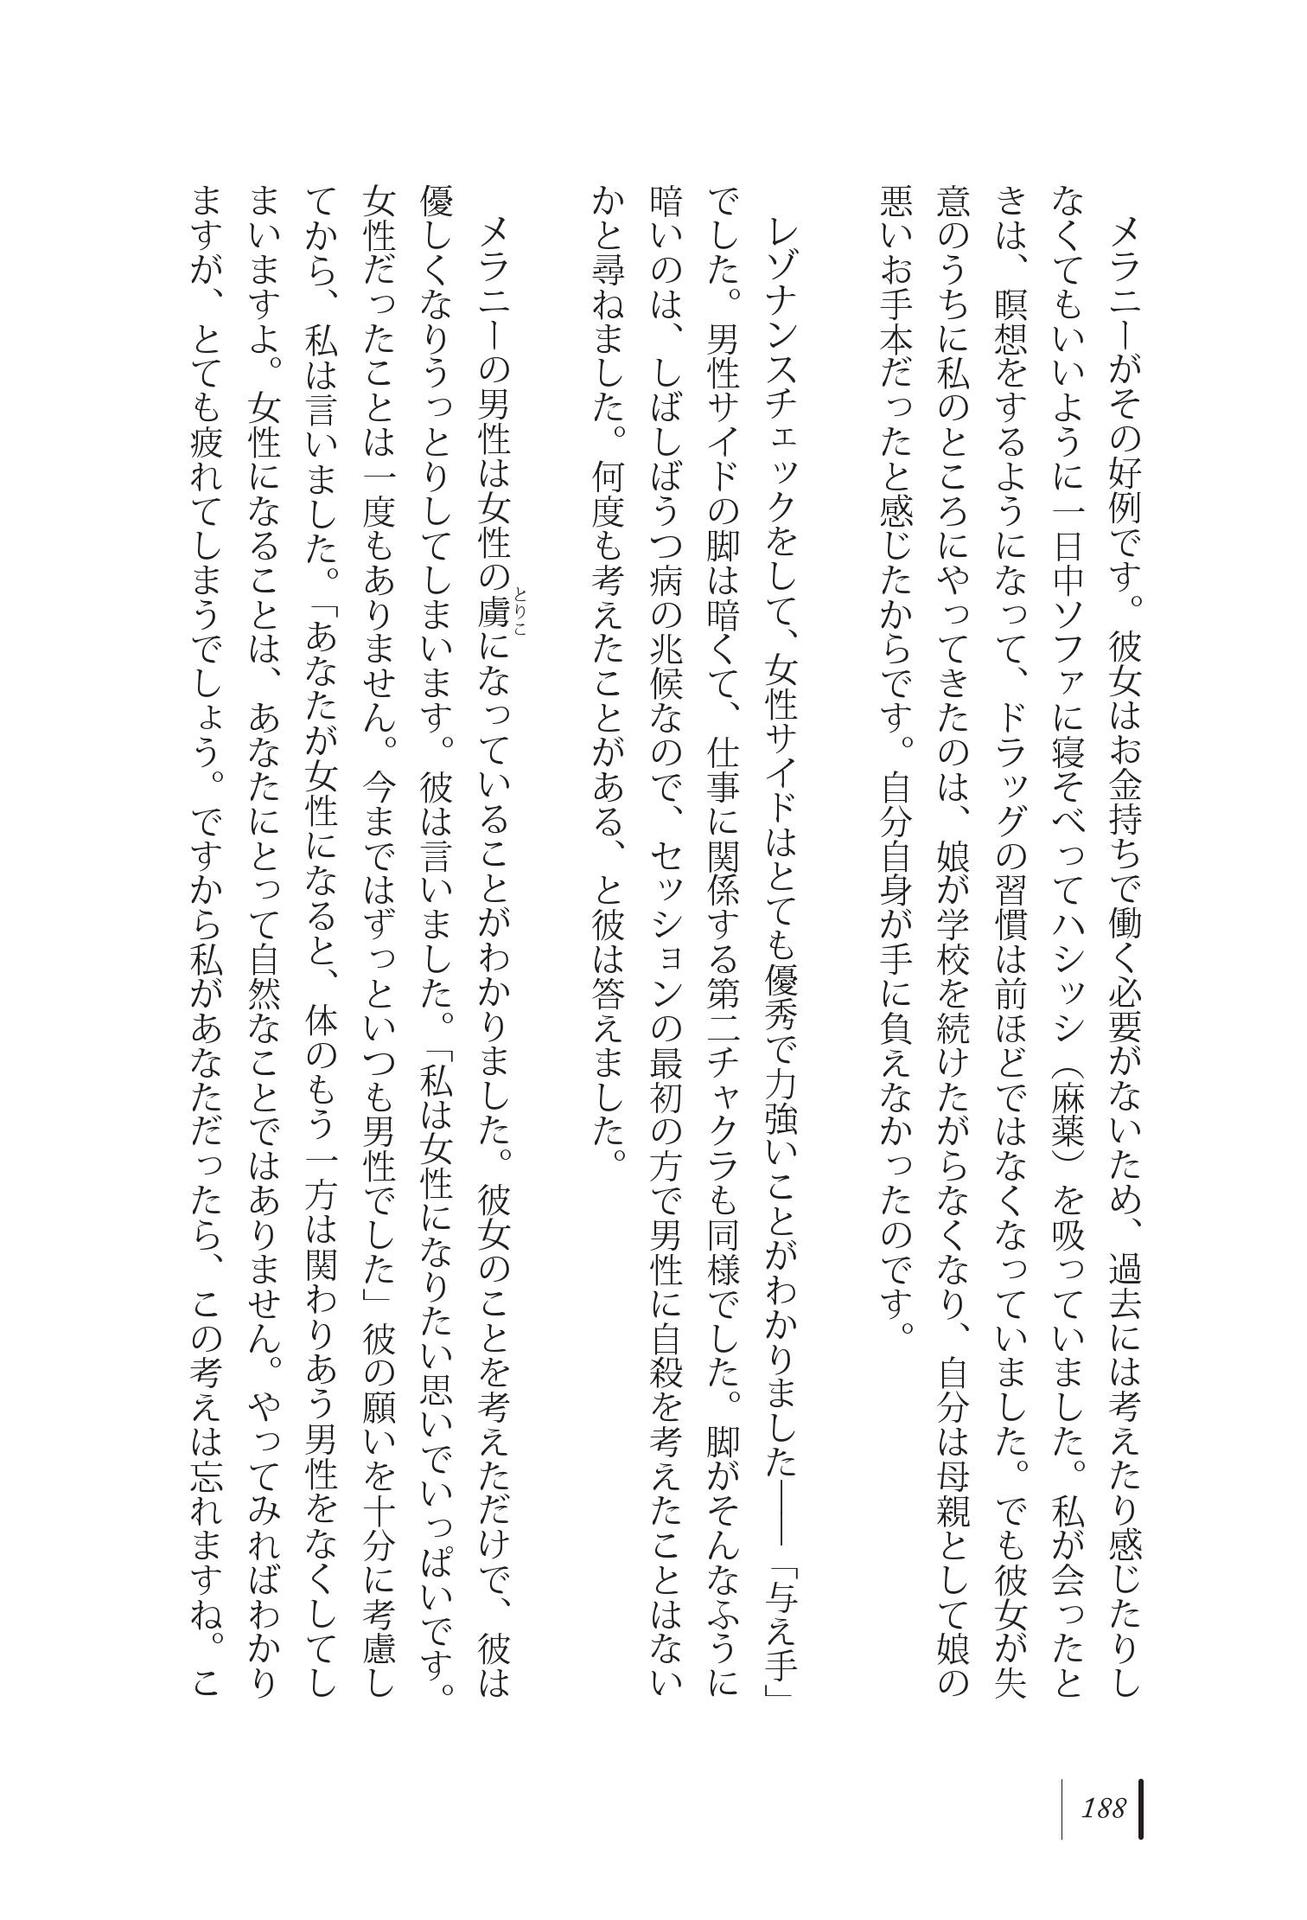 メラニーがその好例です。彼女はお金持ちで働く必要がないため、過去には考えたり感じたりし
なくてもいいように一日中ソファに寝そべってハシッシ（麻薬）を吸っていました。私が会ったと
きは、瞑想をするようになって、ドラッグの習慣は前ほどではなくなっていました。でも彼女が失
意のうちに私のところにやってきたのは、娘が学校を続けたがらなくなり、自分は母親として娘の
悪いお手本だったと感じたからです。自分自身が手に負えなかったのです。
レゾナンスチェックをして、女性サイドはとても優秀で力強いことがわかりました――「与え手」
でした。男性サイドの脚は暗くて、仕事に関係する第二チャクラも同様でした。脚がそんなふうに
暗いのは、しばしばうつ病の兆候なので、セッションの最初の方で男性に自殺を考えたことはない
かと尋ねました。何度も考えたことがある、と彼は答えました。
メラニーの男性は女性の虜になっていることがわかりました。彼女のことを考えただけで、彼は
とりこ
優しくなりうっとりしてしまいます。彼は言いました。「私は女性になりたい思いでいっぱいです。
女性だったことは一度もありません。今まではずっといつも男性でした」彼の願いを十分に考慮し
てから、私は言いました。「あなたが女性になると、体のもう一方は関わりあう男性をなくしてし
まいますよ。女性になることは、あなたにとって自然なことではありません。やってみればわかり
ますが、とても疲れてしまうでしょう。ですから私があなただったら、この考えは忘れますね。こ
188